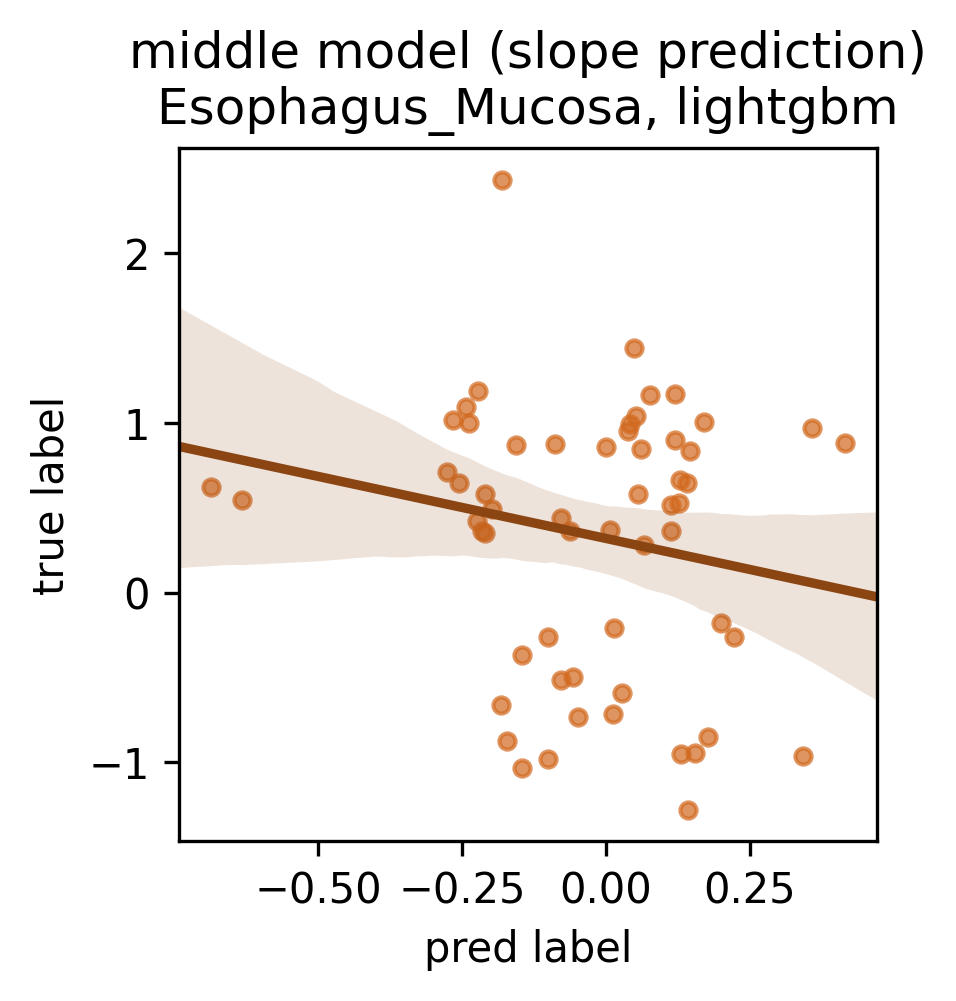 middle model (slope prediction)
Esophagus_Mucosa, lightgbm
2
1
0
−1
true label
−0.50 −0.25 0.00 0.25
pred label